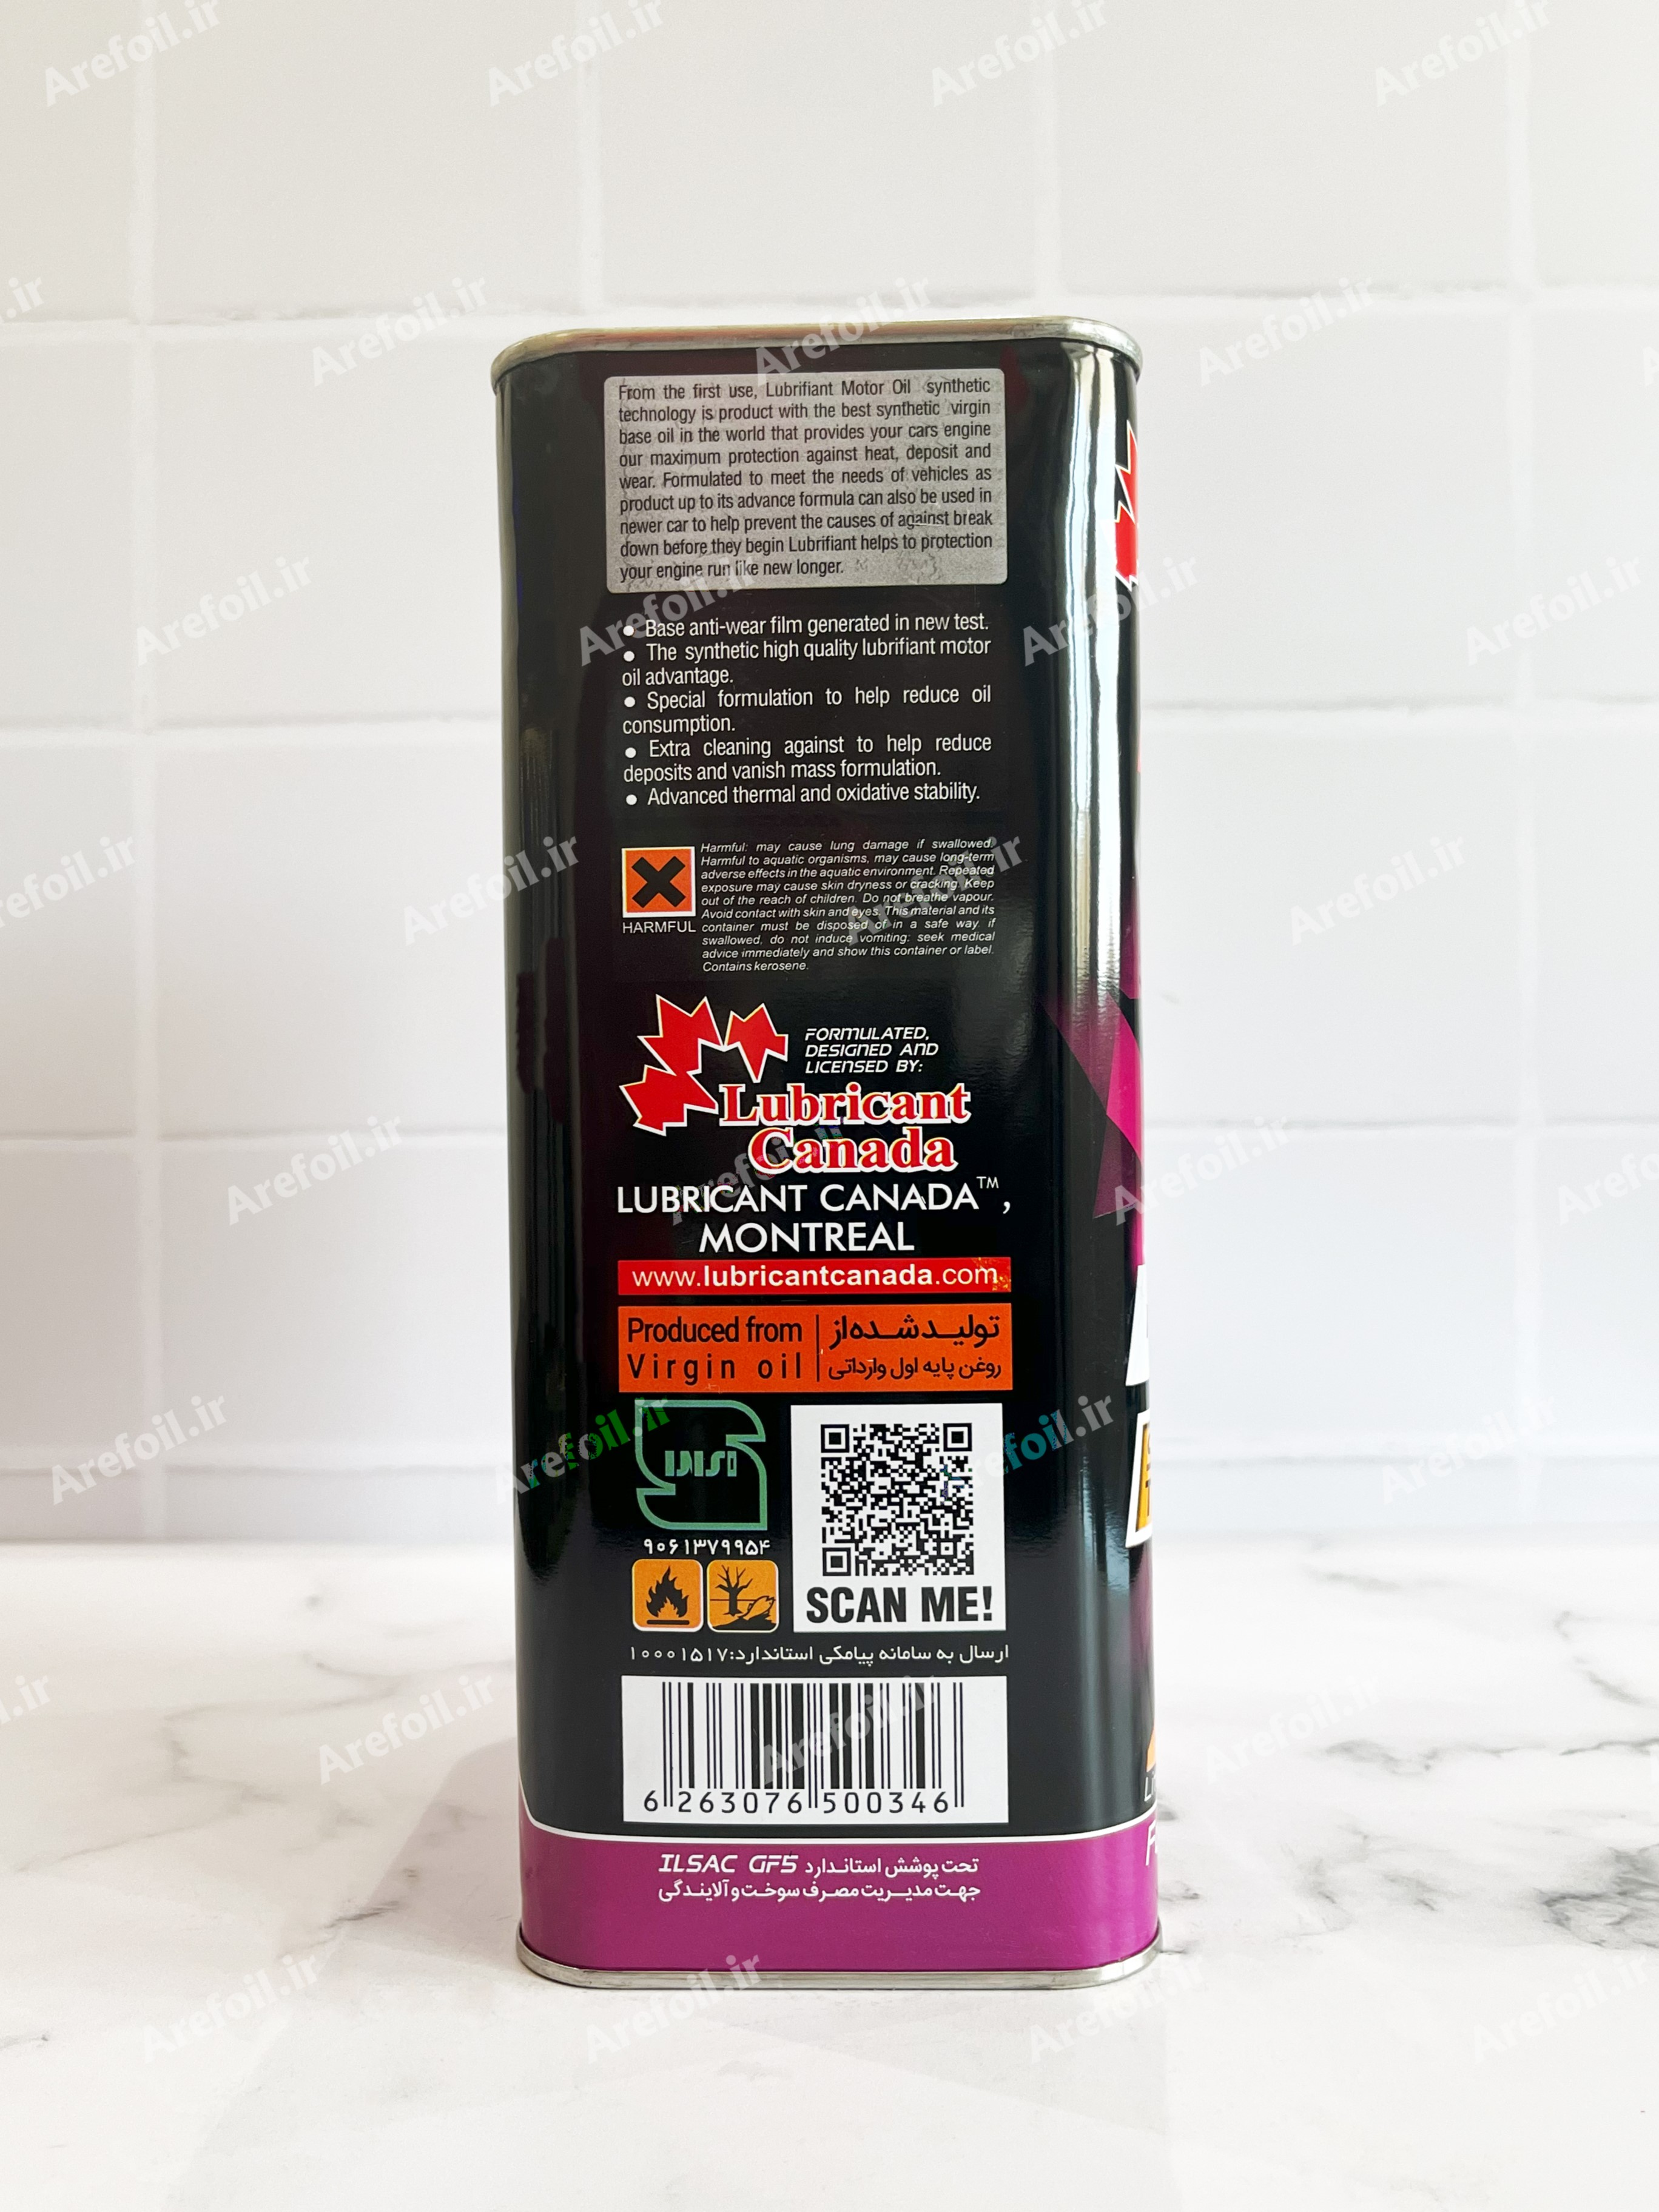 From the first use, Lubrifiant Motor Oil synthetic
technology is product with the best synthetic virgin
base oil in the world that provides your cars engine
our maximum protection against heat, deposit and
wear. Formulated to meet the needs of vehicles as
product up to its advance formula can also be used in
newer car to help prevent the causes of against break
down before they begin Lubrifiant helps to protection
your engine run like new longer.
● Base anti-wear film generated in new test.
● The synthetic high quality lubrifiant motor
oil advantage.
● Special formulation to help reduce oil
consumption.
● Extra cleaning against to help reduce
deposits and vanish mass formulation.
● Advanced thermal and oxidative stability.
Harmful: may cause lung damage if swallowed.
Harmful to aquatic organisms, may cause long-term
adverse effects in the aquatic environment. Repeated
exposure may cause skin dryness or cracking. Keep
out of the reach of children. Do not breathe vapour.
Avoid contact with skin and eyes. This material and its
container must be disposed of in a safe way. if
swallowed, do not induce vomiting: seek medical
advice immediately and show this container or label.
Contains kerosene.
HARMFUL
FORMULATED,
DESIGNED AND
LICENSED BY:
Lubricant
Canada
LUBRICANT CANADA™,
MONTREAL
www.lubricantcanada.com
Produced from
Virgin oil
تولید شده از
روغن پایه اول وارداتی
۹۰۶۱۳۷۹۹۵۴
SCAN ME!
ارسال به سامانه پیامکی استاندارد:۱۰۰۰۱۵۱۷
6 263076 500346
تحت پوشش استاندارد ILSAC GF5
جهت مدیریت مصرف سوخت و آلایندگی
Arefoil.ir